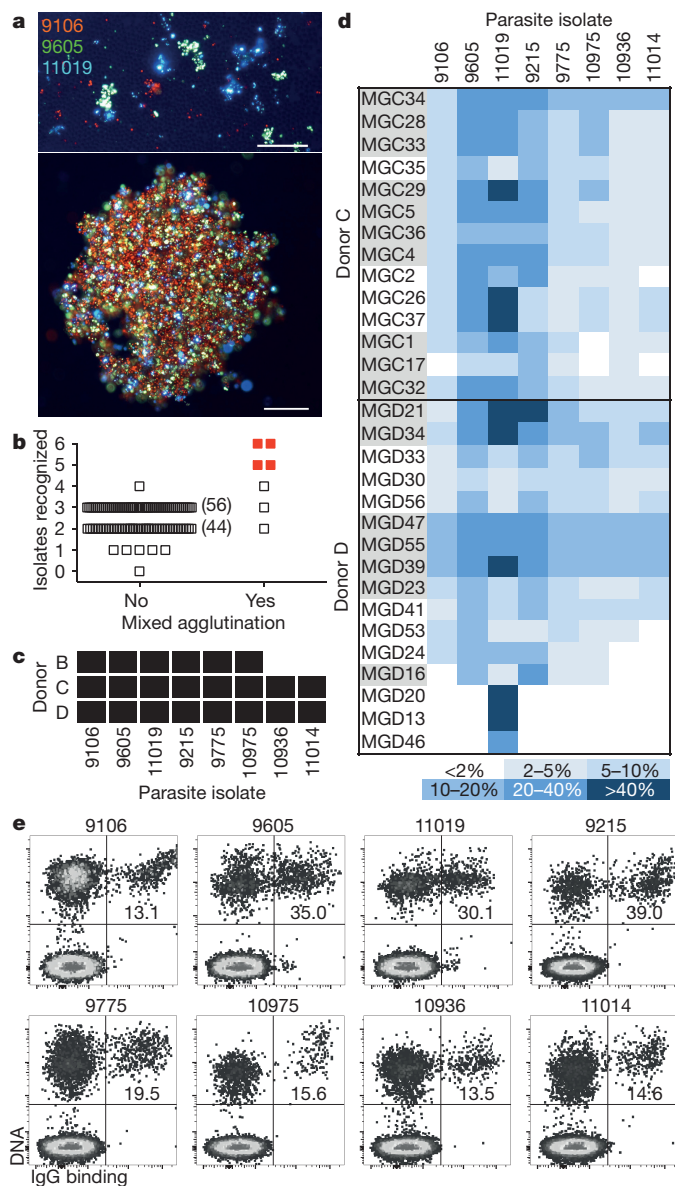 a
9106
9605
11019
b
Isolates recognized
6
5
4
3
2
1
0
(56)
(44)
No
Yes
Mixed agglutination
c
Donor
B
C
D
9106
9605
11019
9215
9775
10975
10936
11014
Parasite isolate
d
Parasite isolate
9106
9605
11019
9215
9775
10975
10936
11014
Donor C
MGC34
MGC28
MGC33
MGC35
MGC29
MGC5
MGC36
MGC4
MGC2
MGC26
MGC37
MGC1
MGC17
MGC32
Donor D
MGD21
MGD34
MGD33
MGD30
MGD56
MGD47
MGD55
MGD39
MGD23
MGD41
MGD53
MGD24
MGD16
MGD20
MGD13
MGD46
<2% 2–5% 5–10%
10–20% 20–40% >40%
e
9106 9605 11019 9215
13.1 35.0 30.1 39.0
9775 10975 10936 11014
19.5 15.6 13.5 14.6
DNA
IgG binding